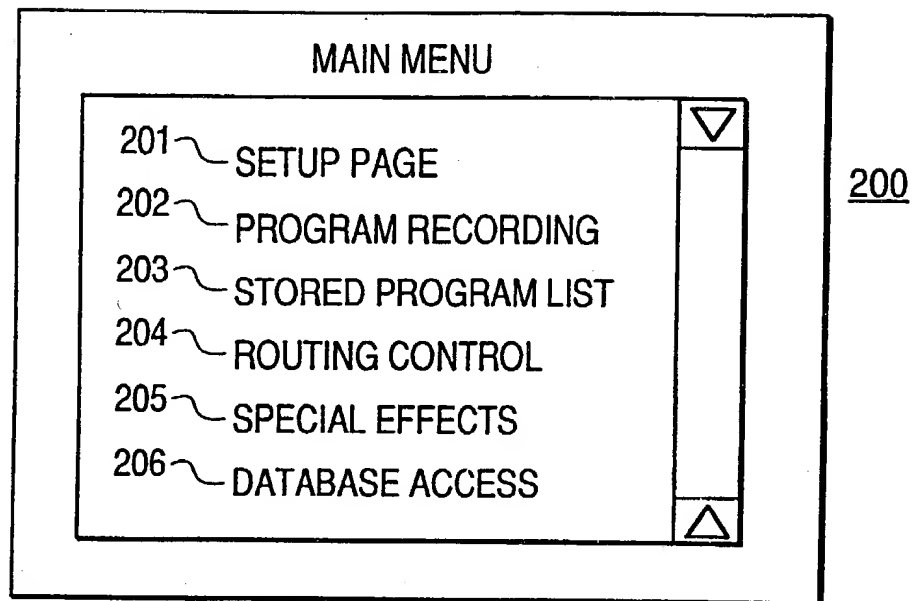 MAIN MENU
201 SETUP PAGE
200
202 PROGRAM RECORDING
203 STORED PROGRAM LIST
204 ROUTING CONTROL
205 SPECIAL EFFECTS
206 DATABASE ACCESS